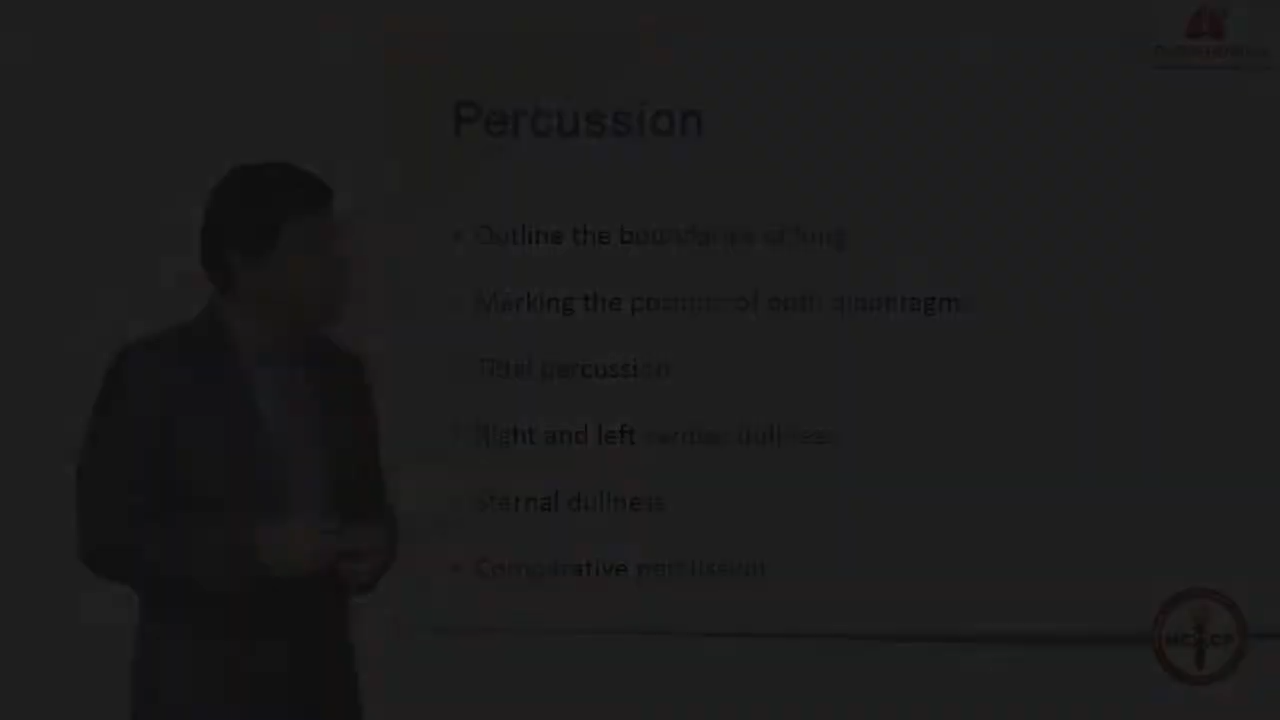 Percussion
Outline the boundaries of lung
Marking the position of both diaphragm
Tidal percussion
Right and left cardiac dullness
sternal dullness
Comparative percussion